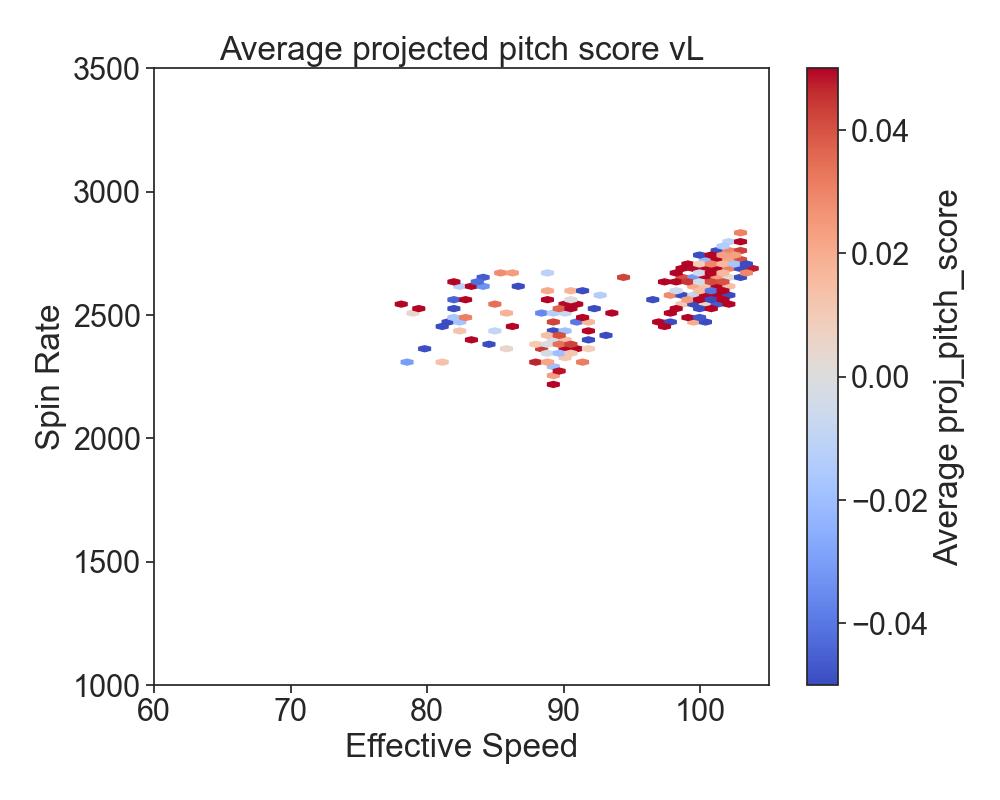 Average projected pitch score vL
3500
3000
2500
2000
1500
1000
Spin Rate
60 70 80 90 100
Effective Speed
0.04
0.02
0.00
−0.02
−0.04
Average proj_pitch_score